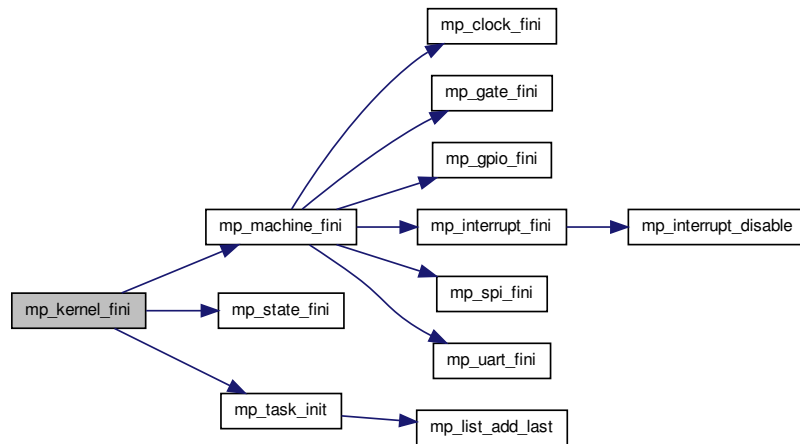 mp_clock_fini
mp_gate_fini
mp_gpio_fini
mp_machine_fini
mp_interrupt_fini
mp_interrupt_disable
mp_spi_fini
mp_kernel_fini
mp_state_fini
mp_uart_fini
mp_task_init
mp_list_add_last